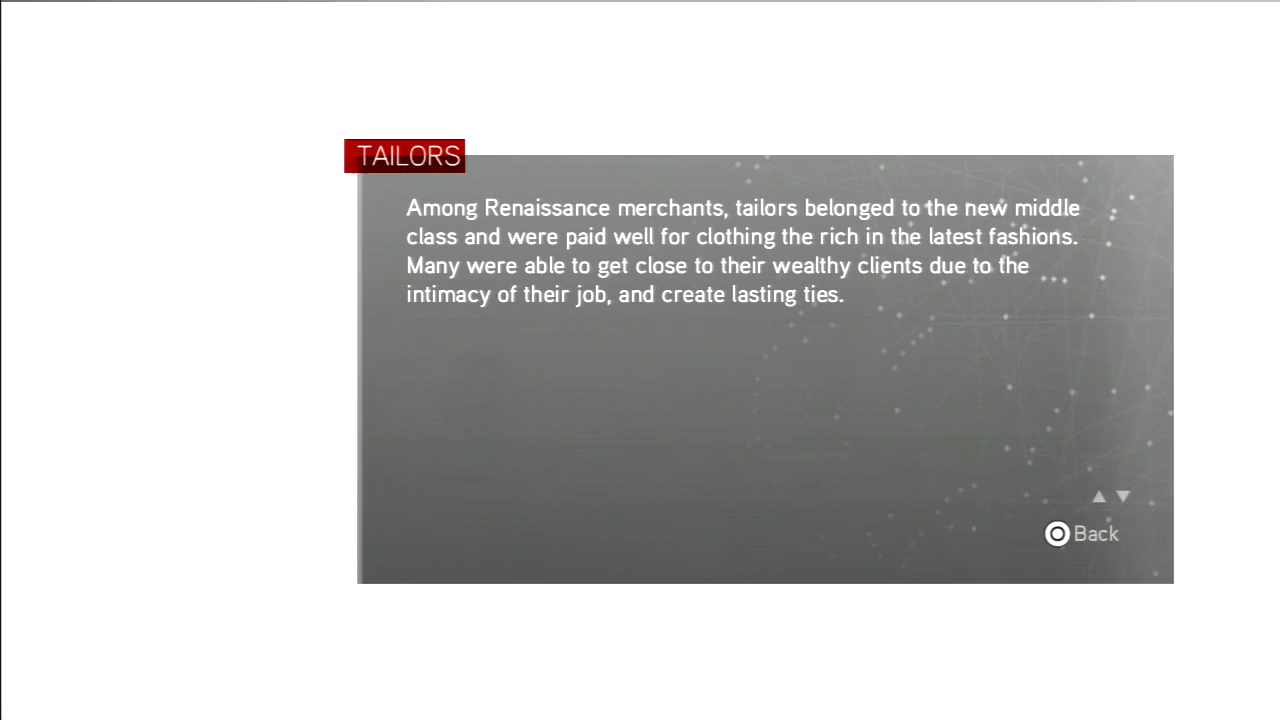 TAILORS
Among Renaissance merchants, tailors belonged to the new middle
class and were paid well for clothing the rich in the latest fashions.
Many were able to get close to their wealthy clients due to the
intimacy of their job, and create lasting ties.
Back